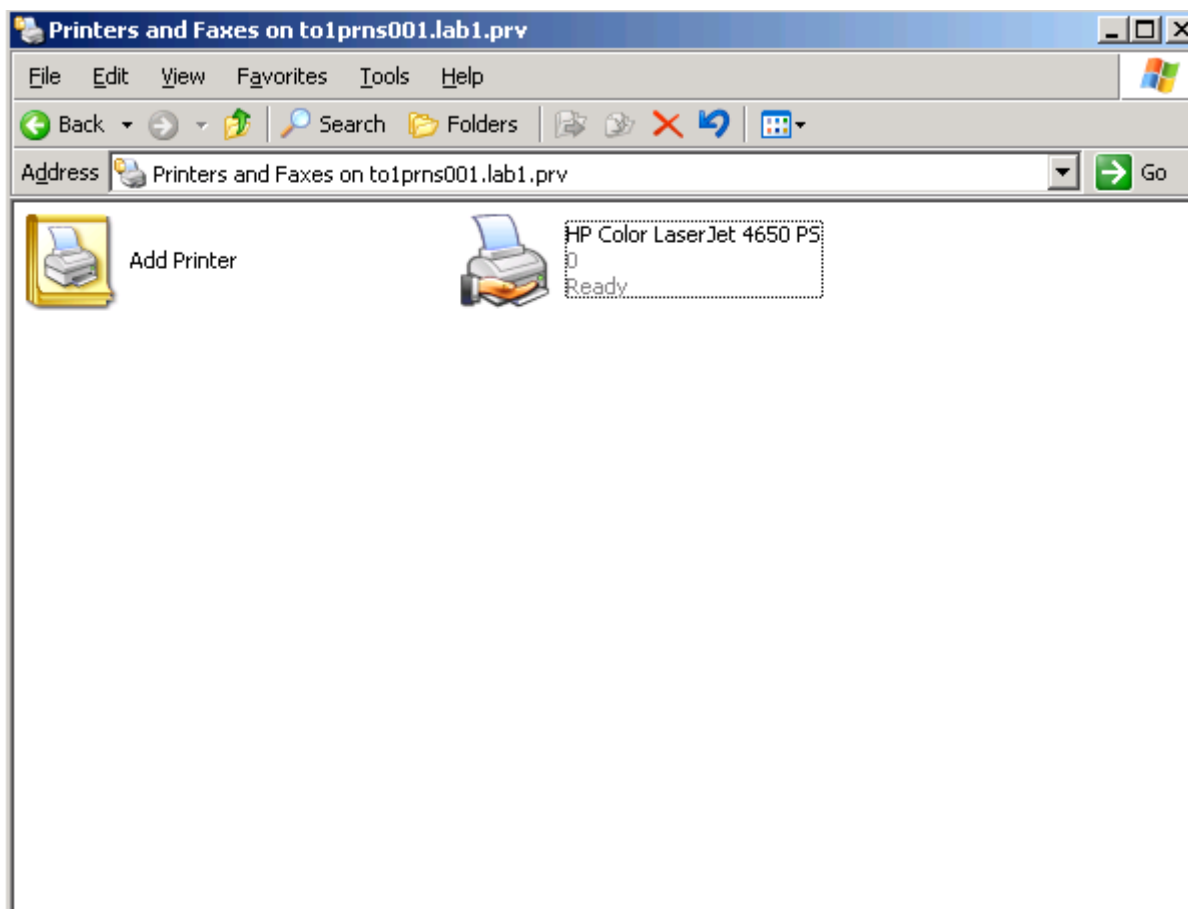 Printers and Faxes on to1prns001.lab1.prv
File Edit View Favorites Tools Help
Back Search Folders
Address Printers and Faxes on to1prns001.lab1.prv Go
Add Printer
HP Color LaserJet 4650 PS
0
Ready